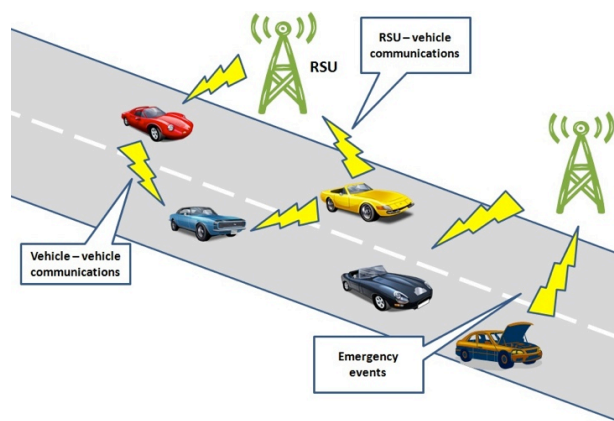 RSU – vehicle
communications
RSU
Vehicle – vehicle
communications
Emergency
events